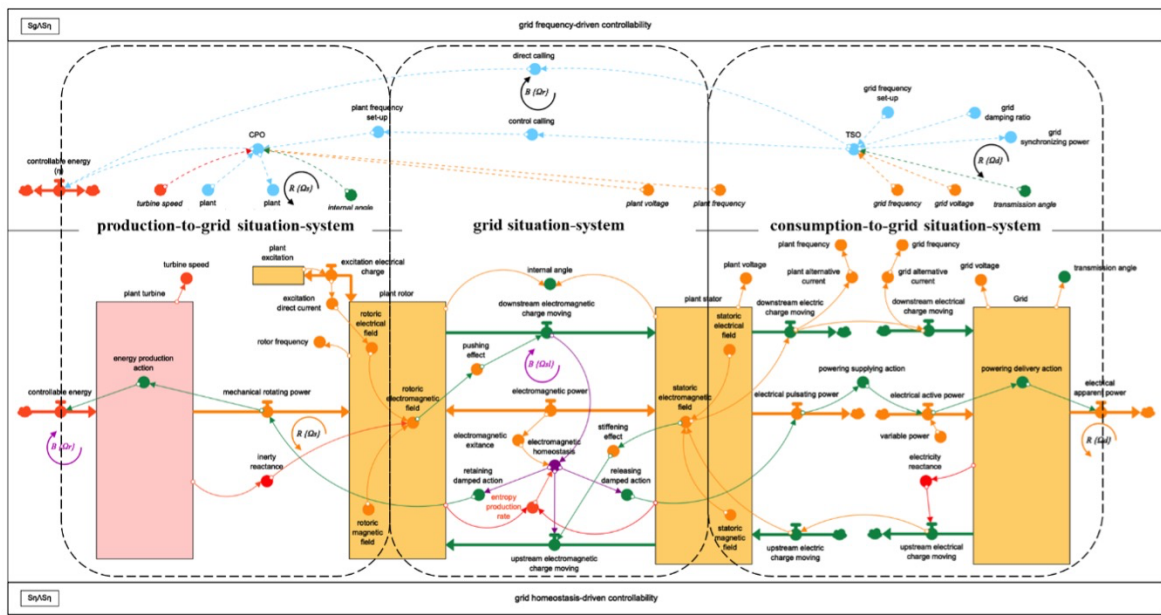 SgΛSη
grid frequency-driven controllability
direct calling
B {Ωr}
plant frequency
set-up
control calling
grid frequency
set-up
grid
damping ratio
TSO
grid
synchronizing power
CPO
controllable energy
(n)
R {Ωs}
R {Ωd}
turbine speed
plant
plant
internal angle
plant voltage
plant frequency
grid frequency
grid voltage
transmission angle
production-to-grid situation-system
grid situation-system
consumption-to-grid situation-system
plant
excitation
turbine speed
excitation electrical
charge
internal angle
plant voltage
plant frequency
grid frequency
plant alternative
current
grid alternative
current
grid voltage
transmission angle
plant turbine
excitation
direct current
plant rotor
downstream electromagnetic
charge moving
plant stator
downstream electric
charge moving
downstream electrical
charge moving
Grid
rotoric
electrical
field
statoric
electrical field
rotor frequency
pushing
effect
B {Ωsl}
energy production
action
powering supplying action
powering delivery action
controllable energy
mechanical rotating power
rotoric
electromagnetic
field
electromagnetic power
statoric
electromagnetic
field
electrical pulsating power
electrical active power
electrical
apparent power
B {Ωr}
R {Ωs}
R {Ωd}
electromagnetic
extance
stiffening
effect
variable power
electromagnetic
homeostasis
inerty
reactance
retaining
damped action
releasing
damped action
electricity
reactance
entropy
production
rate
rotoric
magnetic
field
statoric
magnetic field
upstream electromagnetic
charge moving
upstream electric
charge moving
upstream electrical
charge moving
SηΛSη
grid homeostasis-driven controllability